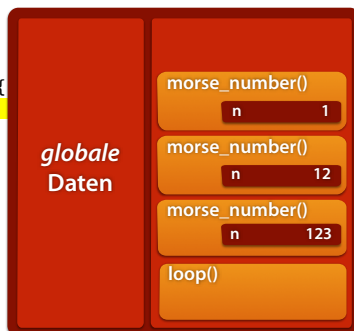 {
globale
Daten
morse_number()
n 1
morse_number()
n 12
morse_number()
n 123
loop()